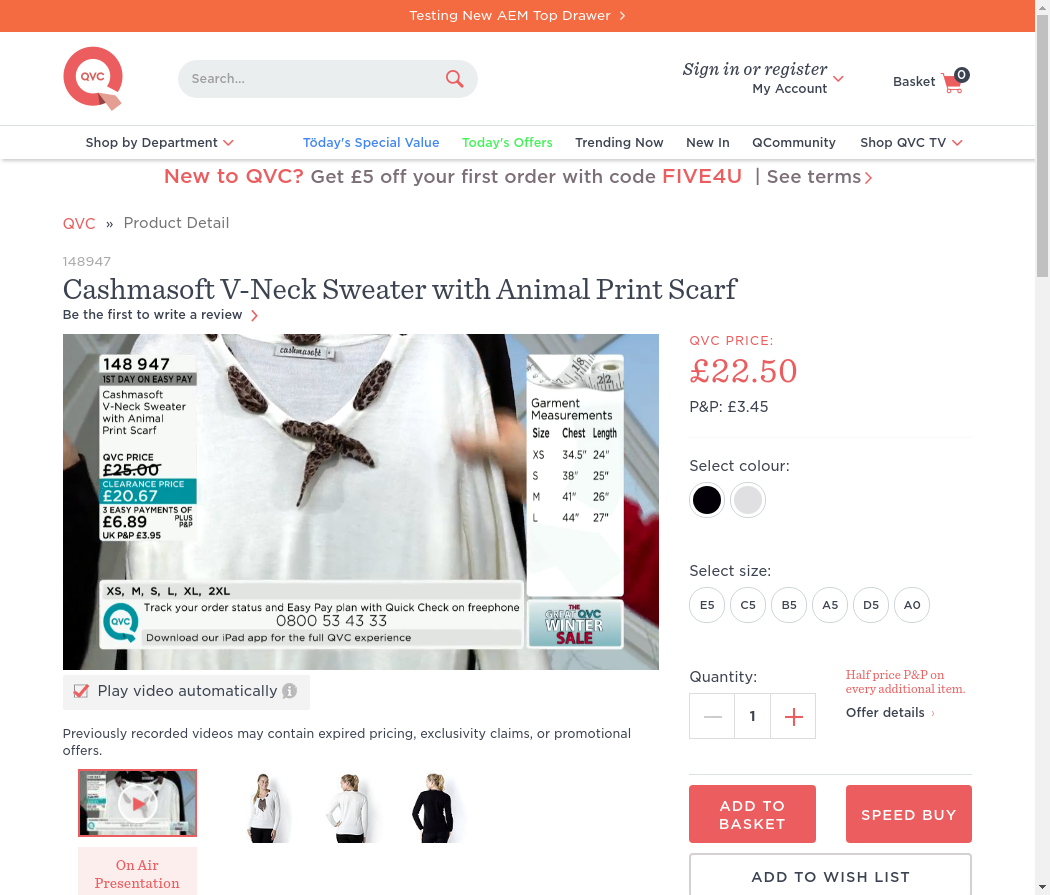 Testing New AEM Top Drawer
QVC
Search...
Sign in or register
My Account
Basket
0
Shop by Department
Töday's Special Value
Today's Offers
Trending Now
New In
QCommunity
Shop QVC TV
New to QVC? Get £5 off your first order with code FIVE4U | See terms
QVC » Product Detail
148947
Cashmasoft V-Neck Sweater with Animal Print Scarf
Be the first to write a review
148 947
1ST DAY ON EASY PAY
Cashmasoft
V-Neck Sweater
with Animal
Print Scarf
QVC PRICE
£25.00
CLEARANCE PRICE
£20.67
3 EASY PAYMENTS OF
£6.89 PLUS P&P
UK P&P £3.95
cashmasoft
Garment
Measurements
Size Chest Length
XS 34.5" 24"
S 38" 25"
M 41" 26"
L 44" 27"
XS, M, S, L, XL, 2XL
QVC
Track your order status and Easy Pay plan with Quick Check on freephone
0800 53 43 33
Download our iPad app for the full QVC experience
THE
GREAT QVC
WINTER
SALE
Play video automatically
Previously recorded videos may contain expired pricing, exclusivity claims, or promotional
offers.
On Air
Presentation
QVC PRICE:
£22.50
P&P: £3.45
Select colour:
Select size:
E5 C5 B5 A5 D5 A0
Quantity:
1
Half price P&P on
every additional item.
Offer details
ADD TO
BASKET
SPEED BUY
ADD TO WISH LIST